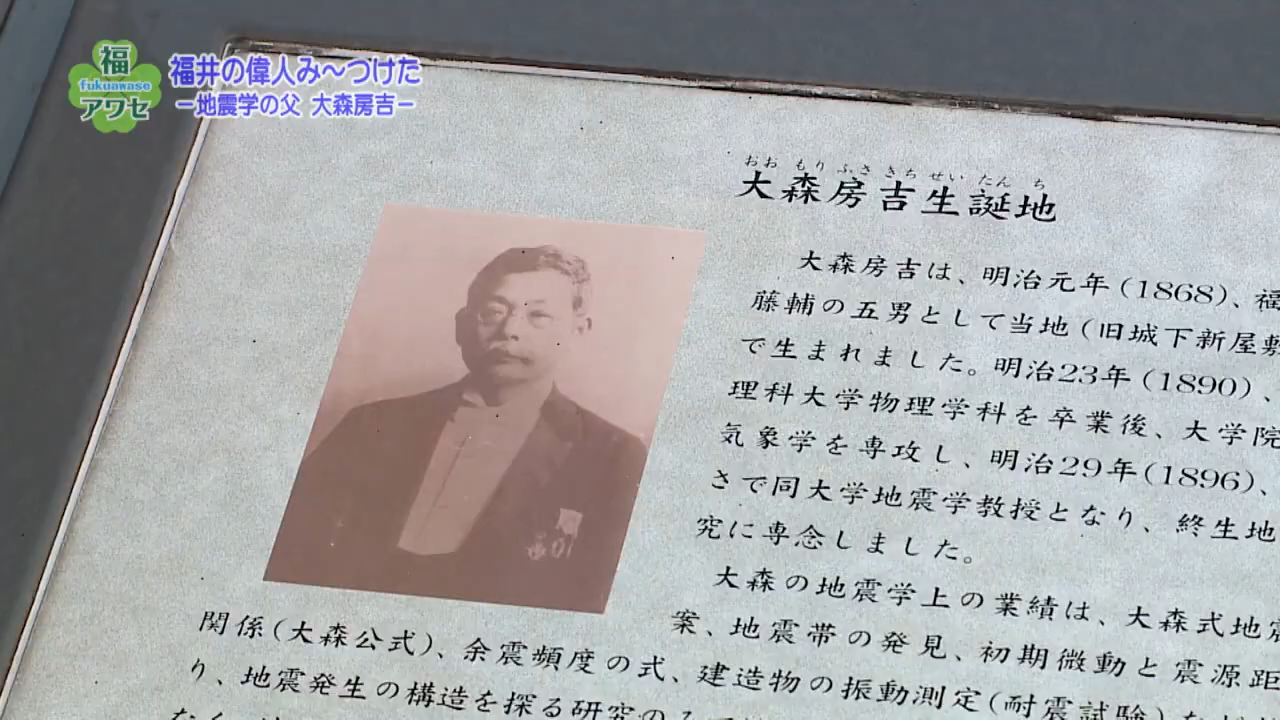 福
fukuawase
アワセ
福井の偉人み～つけた
－地震学の父 大森房吉－
おお もり ふさ きち せい たん ち
大森房吉生誕地
大森房吉は、明治元年(1868)、福
藤輔の五男として当地(旧城下新屋敷
で生まれました。明治23年(1890)、
理科大学物理学科を卒業後、大学院
気象学を専攻し、明治29年(1896)、
さで同大学地震学教授となり、終生地
究に専念しました。
大森の地震学上の業績は、大森式地震
案、地震帯の発見、初期微動と震源距
関係(大森公式)、余震頻度の式、建造物の振動測定(耐震試験)
り、地震発生の構造を探る研究のみ